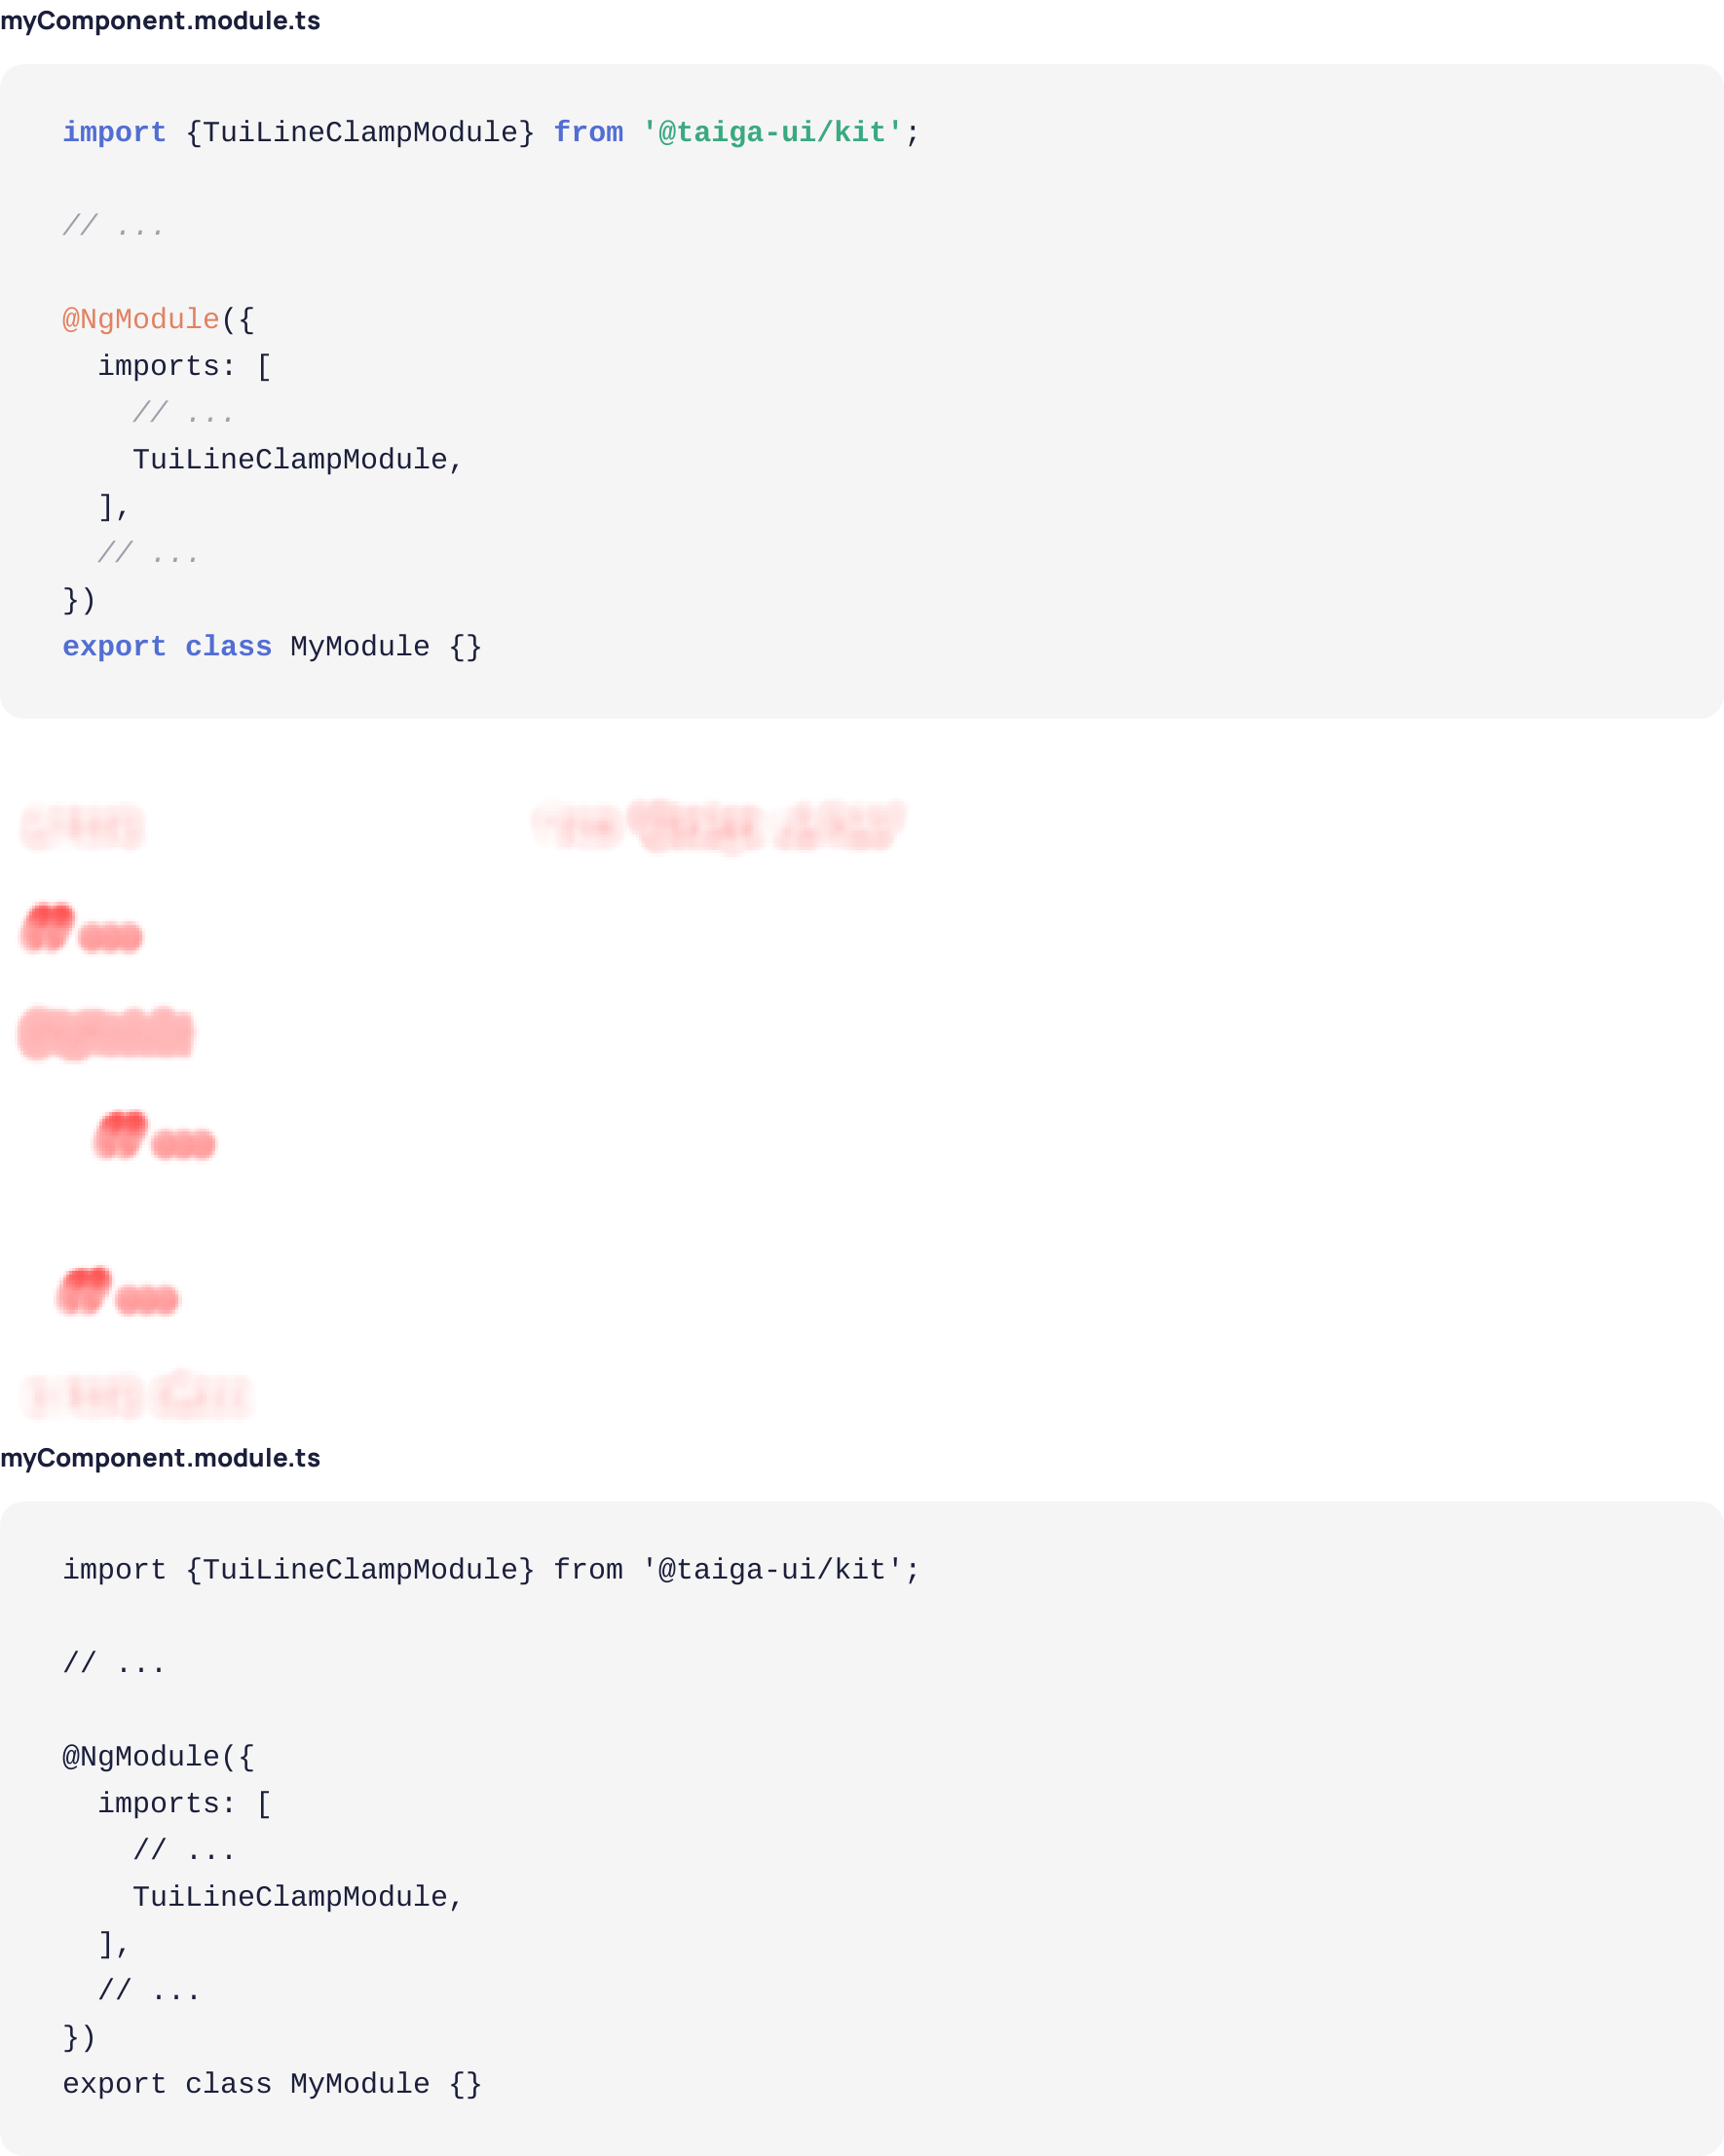 myComponent.module.ts
import {TuiLineClampModule} from '@taiga-ui/kit';
// ...
@NgModule({
  imports: [
    // ...
    TuiLineClampModule,
  ],
  // ...
})
export class MyModule {}
myComponent.module.ts
import {TuiLineClampModule} from '@taiga-ui/kit';
// ...
@NgModule({
  imports: [
    // ...
    TuiLineClampModule,
  ],
  // ...
})
export class MyModule {}